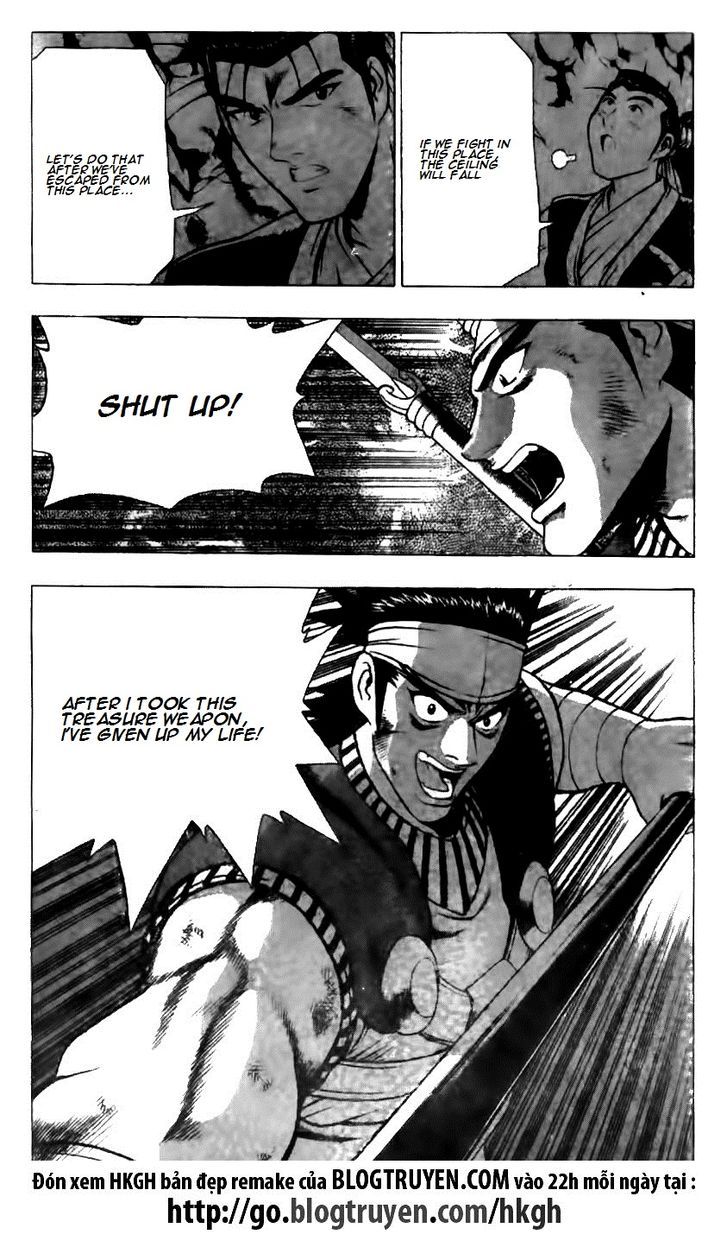 IF WE FIGHT IN
THIS PLACE,
THE CEILING
WILL FALL
LET'S DO THAT
AFTER WE'VE
ESCAPED FROM
THIS PLACE...
SHUT UP!
AFTER I TOOK THIS
TREASURE WEAPON,
I'VE GIVEN UP MY LIFE!
Đón xem HKGH bản đẹp remake của BLOGTRUYEN.COM vào 22h mỗi ngày tại :
http://go.blogtruyen.com/hkgh